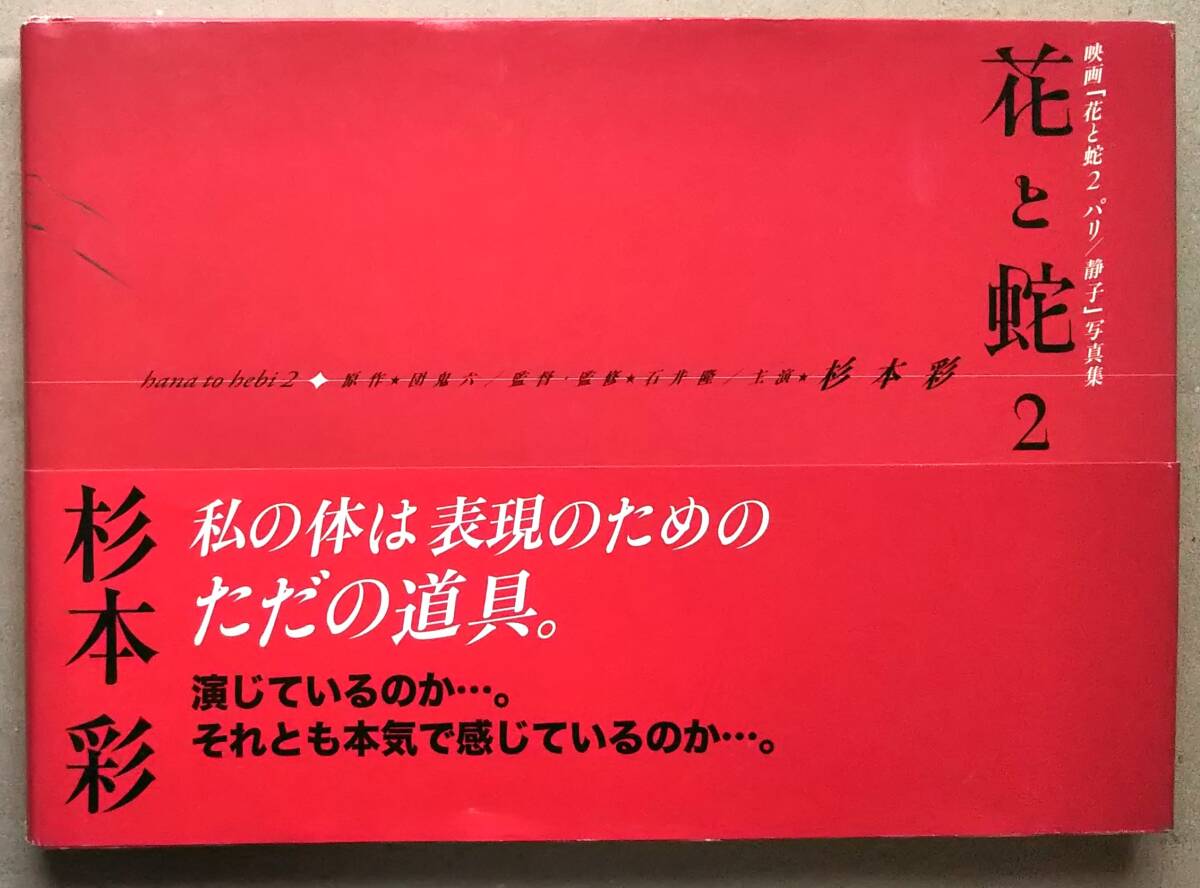 映画「花と蛇2 パリ/静子」写真集
花と蛇2
hana to hebi 2 ✦ 原作★団鬼六/監督・監修★石井隆/主演★杉本彩
杉本彩
私の体は表現のための
ただの道具。
演じているのか…。
それとも本気で感じているのか…。